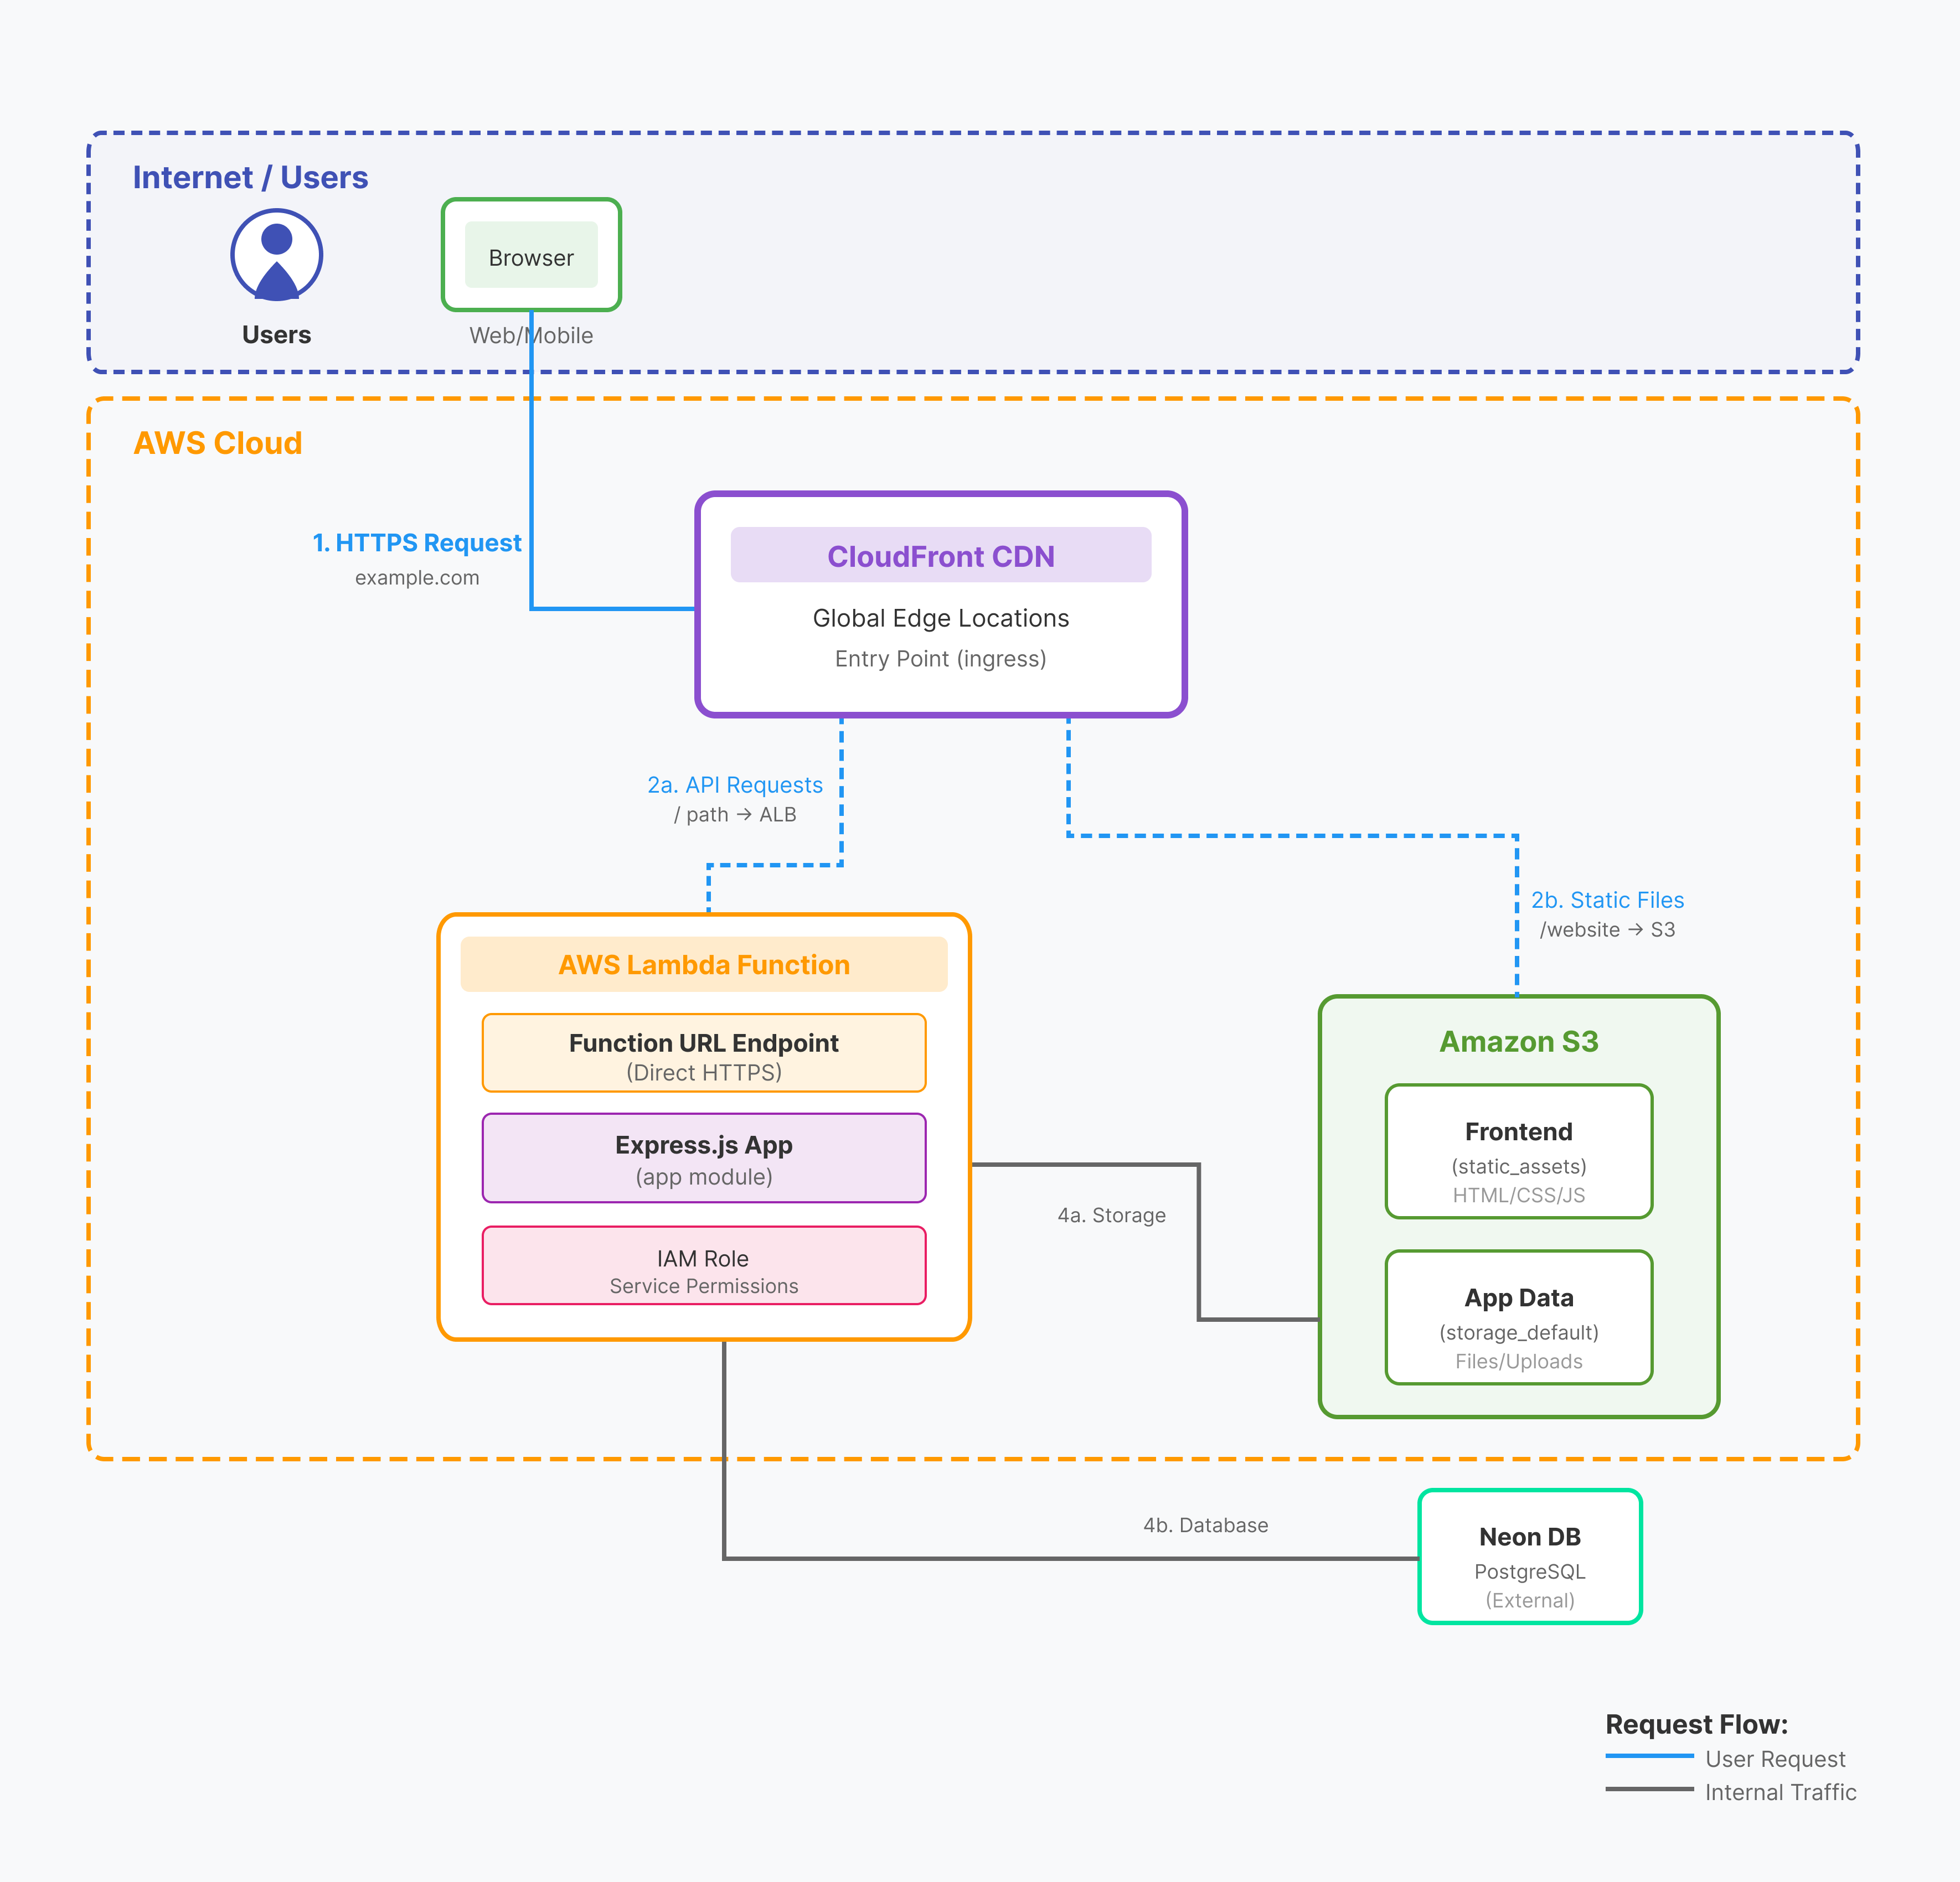 Internet / Users
Browser
Users
Web/Mobile
AWS Cloud
1. HTTPS Request
example.com
CloudFront CDN
Global Edge Locations
Entry Point (ingress)
2a. API Requests
/ path → ALB
2b. Static Files
/website → S3
AWS Lambda Function
Function URL Endpoint
(Direct HTTPS)
Express.js App
(app module)
IAM Role
Service Permissions
4a. Storage
Amazon S3
Frontend
(static_assets)
HTML/CSS/JS
App Data
(storage_default)
Files/Uploads
4b. Database
Neon DB
PostgreSQL
(External)
Request Flow:
User Request
Internal Traffic